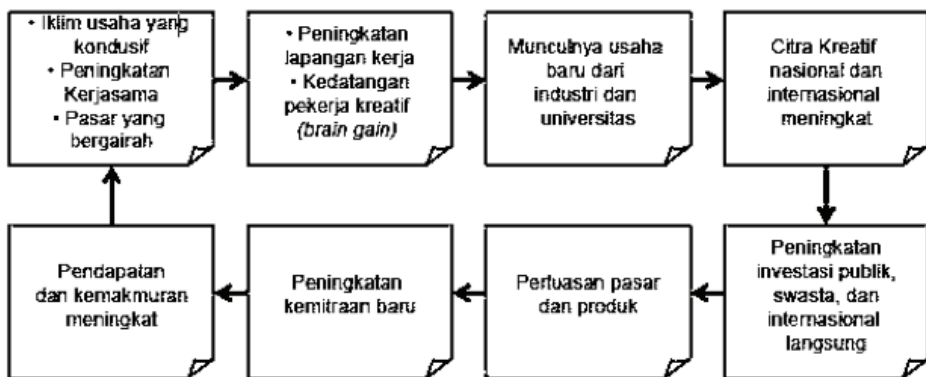 • Iklim usaha yang
kondusif
• Peningkatan
Kerjasama
• Pasar yang
bergairah
• Peningkatan
lapangan kerja
• Kedatangan
pekerja kreatif
(brain gain)
Munculnya usaha
baru dari
industri dan
universitas
Citra Kreatif
nasional dan
internasional
meningkat
Pendapatan
dan kemakmuran
meningkat
Peningkatan
kemitraan baru
Perluasan pasar
dan produk
Peningkatan
investasi publik,
swasta, dan
internasional
langsung